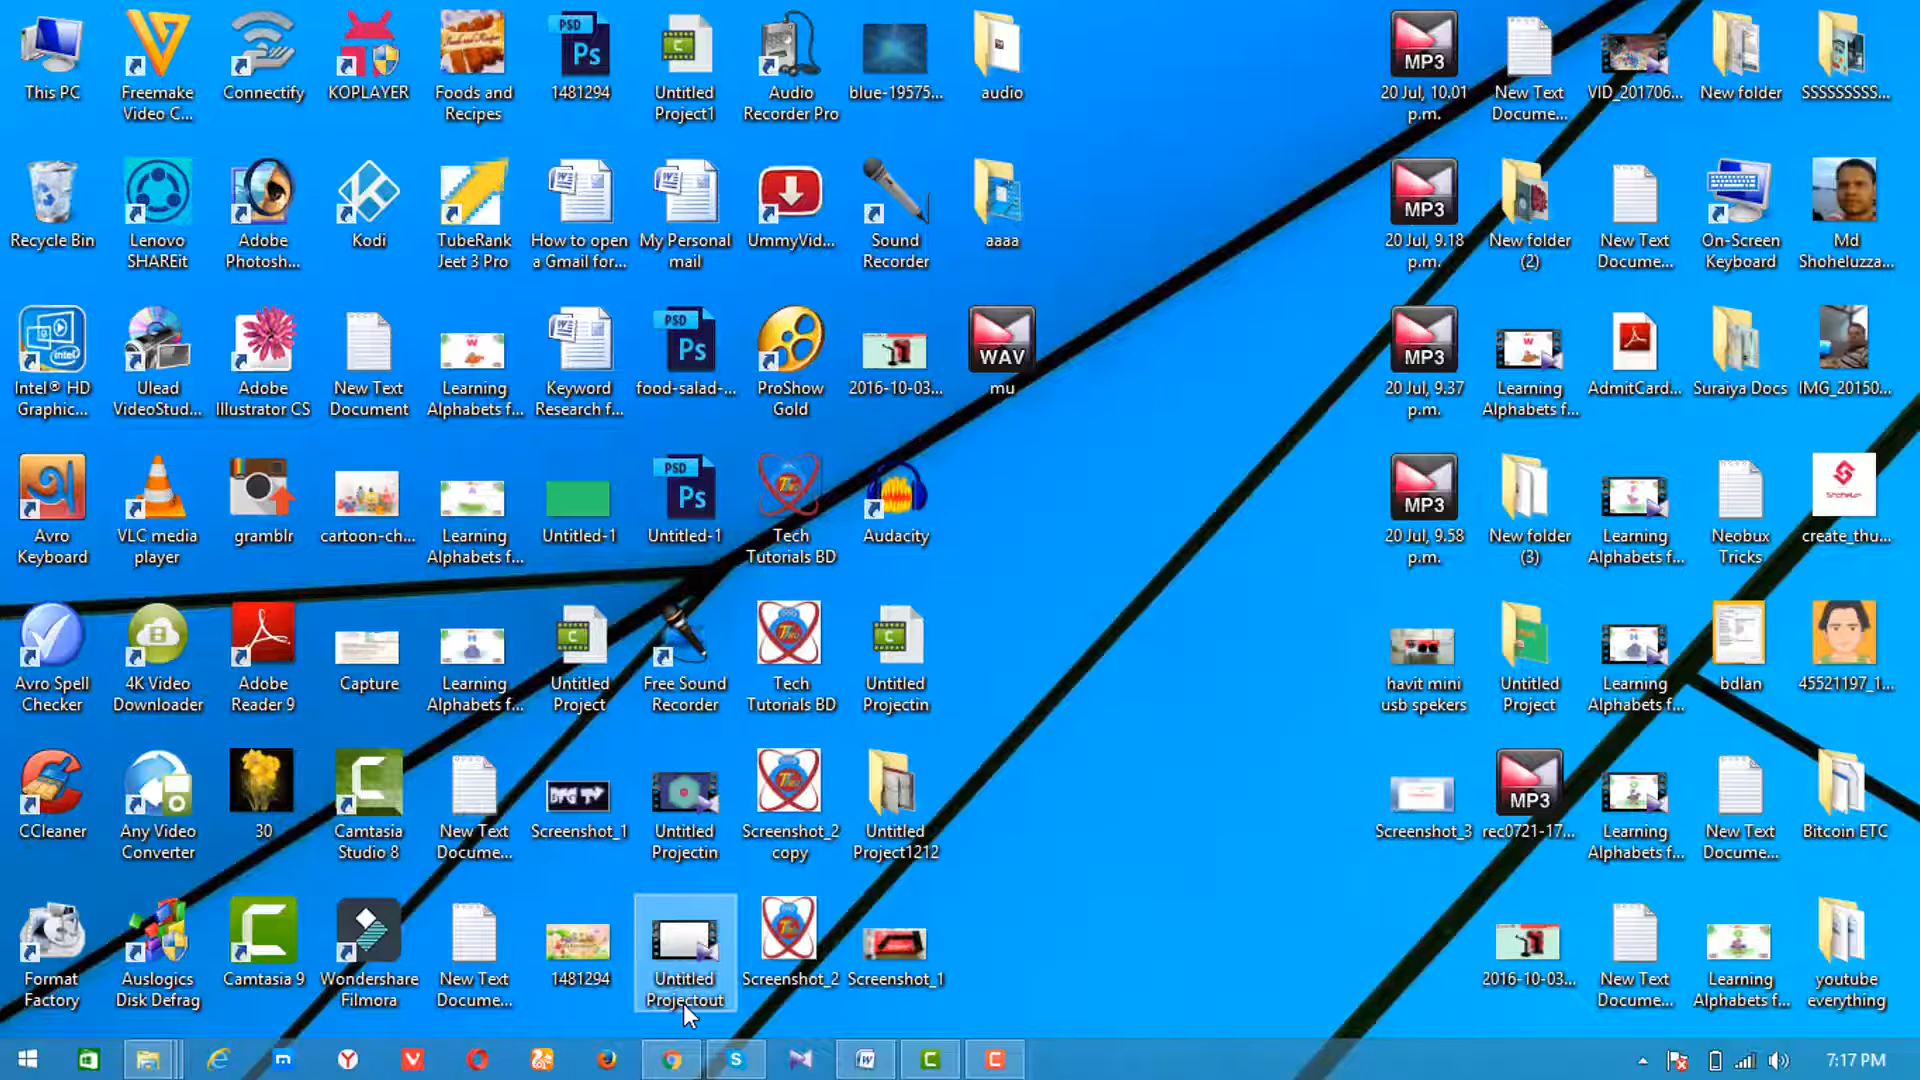 This PC
Freemake
Video C...
Connectify
KOPLAYER
Foods and
Recipes
PSD
Ps
1481294
Untitled
Project1
Audio
Recorder Pro
blue-19575...
audio
MP3
20 Jul, 10.01
p.m.
New Text
Docume...
VID_201706...
New folder
SSSSSSSSS...
Recycle Bin
Lenovo
SHAREit
Adobe
Photosh...
Kodi
TubeRank
Jeet 3 Pro
How to open
a Gmail for...
My Personal
mail
UmmyVid...
Sound
Recorder
aaaa
MP3
20 Jul, 9.18
p.m.
New folder
(2)
New Text
Docume...
On-Screen
Keyboard
Md
Shoheluzza...
intel
Intel® HD
Graphic...
Ulead
VideoStud...
Adobe
Illustrator CS
New Text
Document
Learning
Alphabets f...
Keyword
Research f...
PSD
Ps
food-salad-...
ProShow
Gold
2016-10-03...
WAV
mu
MP3
20 Jul, 9.37
p.m.
Learning
Alphabets f...
AdmitCard...
Suraiya Docs
IMG_20150...
Avro
Keyboard
VLC media
player
gramblr
cartoon-ch...
Learning
Alphabets f...
Untitled-1
PSD
Ps
Untitled-1
Tech
Tutorials BD
Audacity
MP3
20 Jul, 9.58
p.m.
New folder
(3)
Learning
Alphabets f...
Neobux
Tricks
create_thu...
Avro Spell
Checker
4K Video
Downloader
Adobe
Reader 9
Capture
Learning
Alphabets f...
Untitled
Project
Free Sound
Recorder
Tech
Tutorials BD
Untitled
Projectin
havit mini
usb spekers
Untitled
Project
Learning
Alphabets f...
bdlan
45521197_1...
CCleaner
Any Video
Converter
30
Camtasia
Studio 8
New Text
Docume...
Screenshot_1
Untitled
Projectin
Screenshot_2
copy
Untitled
Project1212
Screenshot_3
MP3
rec0721-17...
Learning
Alphabets f...
New Text
Docume...
Bitcoin ETC
Format
Factory
Auslogics
Disk Defrag
Camtasia 9
Wondershare
Filmora
New Text
Docume...
1481294
Untitled
Projectout
Screenshot_2
Screenshot_1
2016-10-03...
New Text
Docume...
Learning
Alphabets f...
youtube
everything
7:17 PM